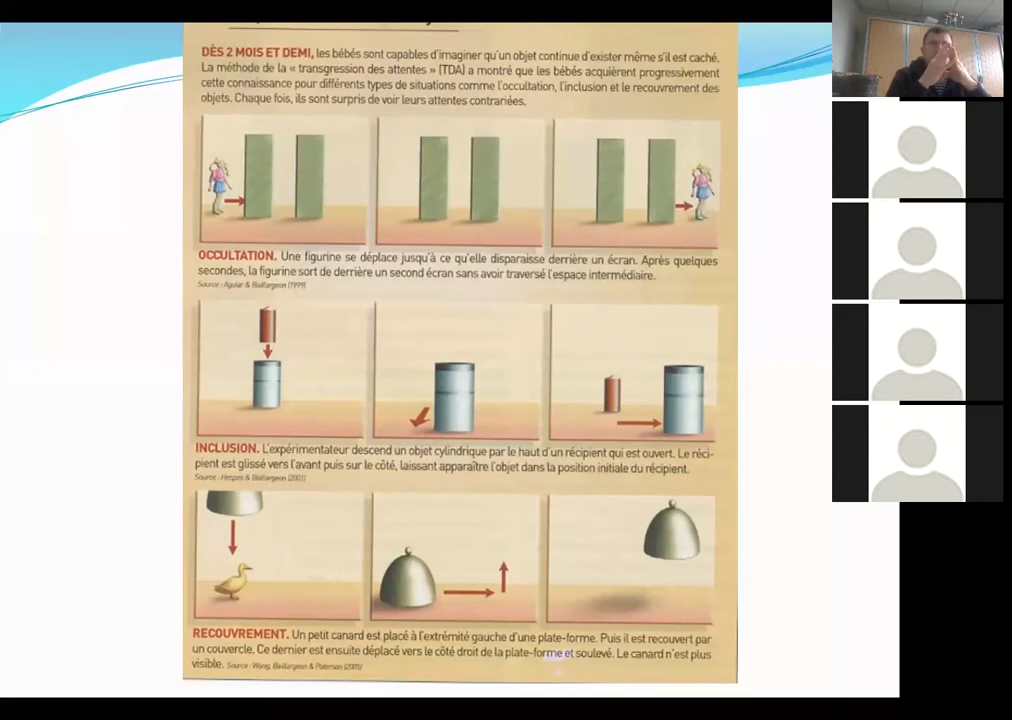 DÈS 2 MOIS ET DEMI, les bébés sont capables d'imaginer qu'un objet continue d'exister même s'il est caché.
La méthode de la « transgression des attentes » (TDA) a montré que les bébés acquièrent progressivement
cette connaissance pour différents types de situations comme l'occultation, l'inclusion et le recouvrement des
objets. Chaque fois, ils sont surpris de voir leurs attentes contrariées.
OCCULTATION. Une figurine se déplace jusqu'à ce qu'elle disparaisse derrière un écran. Après quelques
secondes, la figurine sort de derrière un second écran sans avoir traversé l'espace intermédiaire.
Source : Aguiar & Baillargeon (1999)
INCLUSION. L'expérimentateur descend un objet cylindrique par le haut d'un récipient qui est ouvert. Le réci-
pient est glissé vers l'avant puis sur le côté, laissant apparaître l'objet dans la position initiale du récipient.
Source : Hespos & Baillargeon (2001)
RECOUVREMENT. Un petit canard est placé à l'extrémité gauche d'une plate-forme. Puis il est recouvert par
un couvercle. Ce dernier est ensuite déplacé vers le côté droit de la plate-forme et soulevé. Le canard n'est plus
visible. Source : Wang, Baillargeon & Paterson (2005)